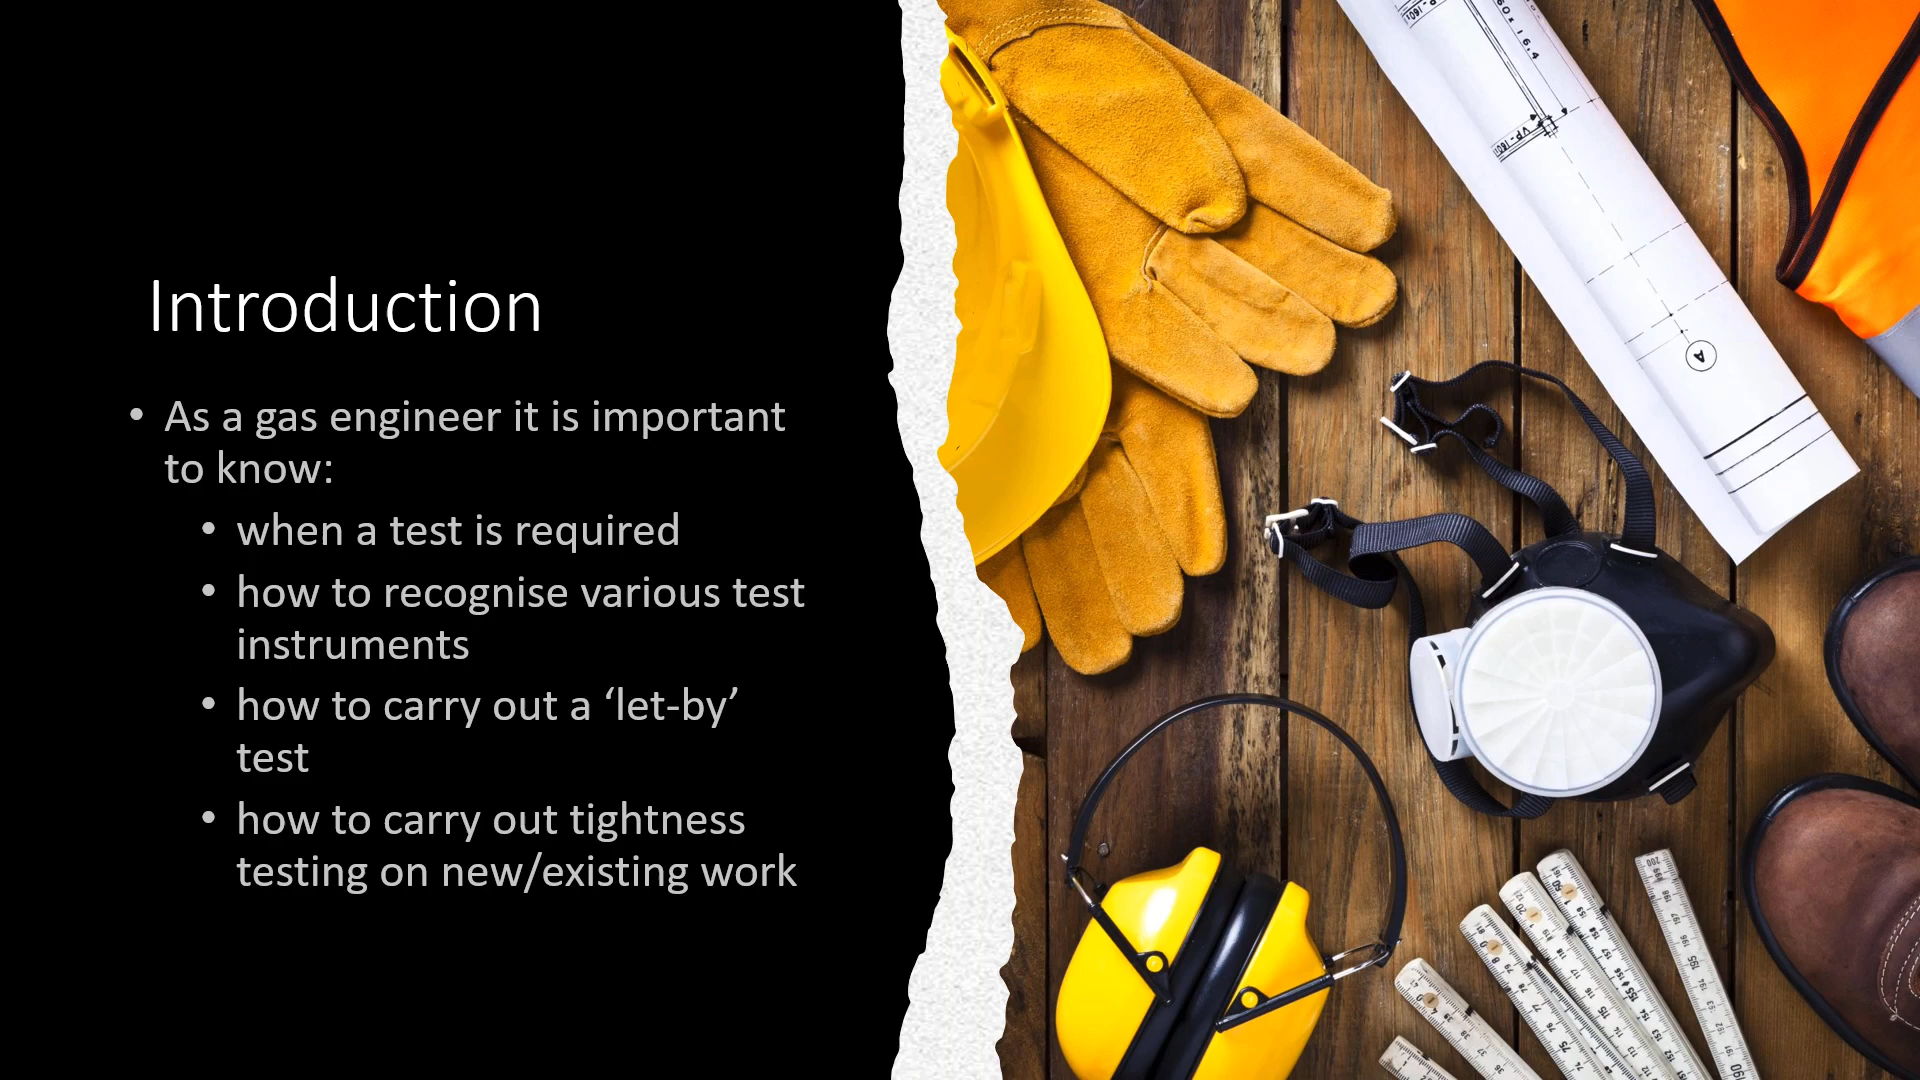 Introduction
• As a gas engineer it is important
to know:
• when a test is required
• how to recognise various test
instruments
• how to carry out a ‘let-by’
test
• how to carry out tightness
testing on new/existing work
A